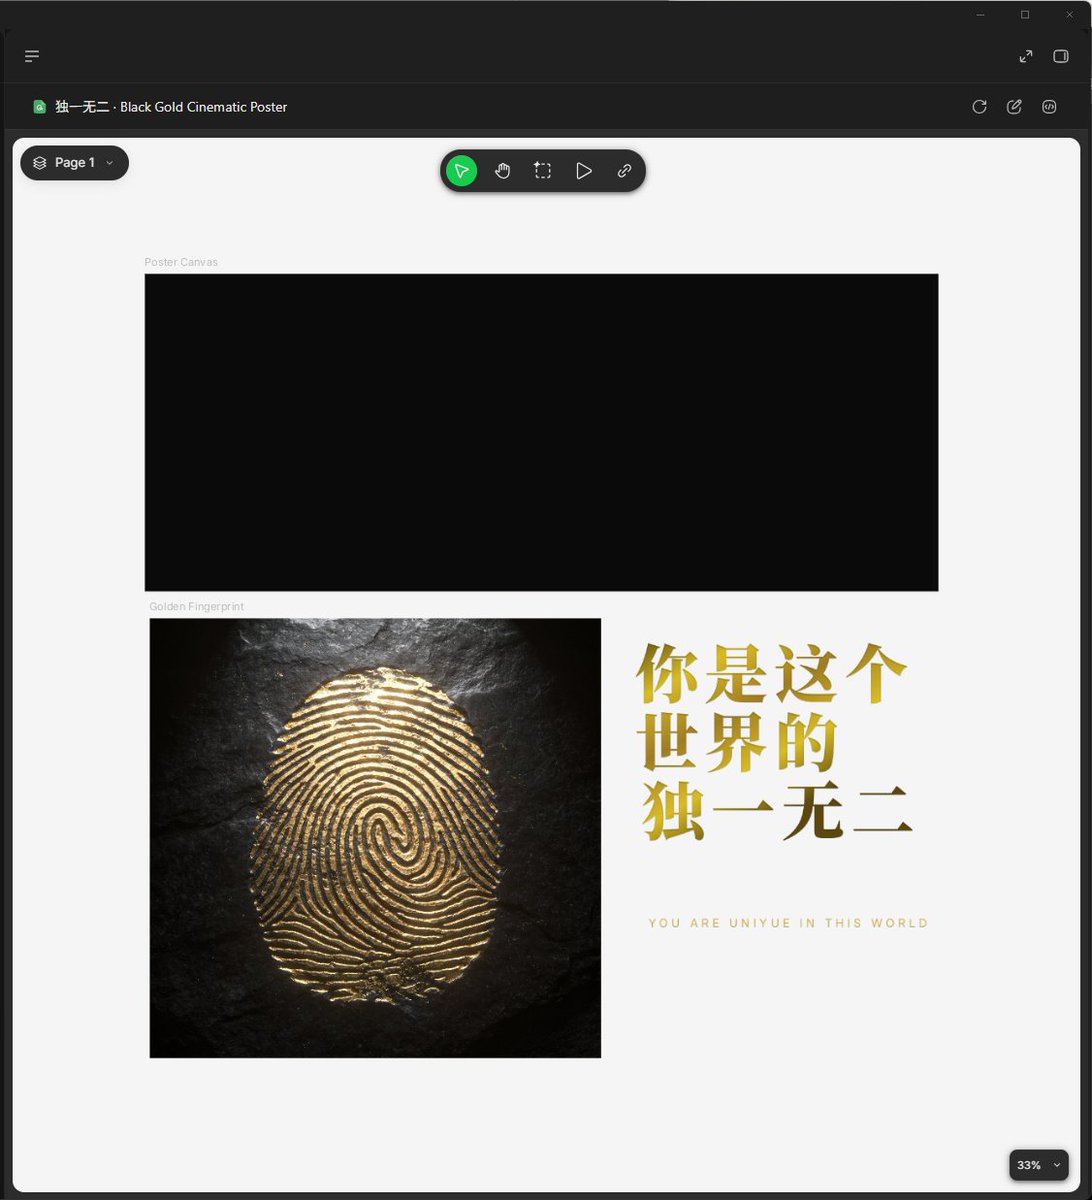 独一无二 · Black Gold Cinematic Poster
Page 1
Poster Canvas
Golden Fingerprint
你是这个
世界的
独一无二
YOU ARE UNIYUE IN THIS WORLD
33%